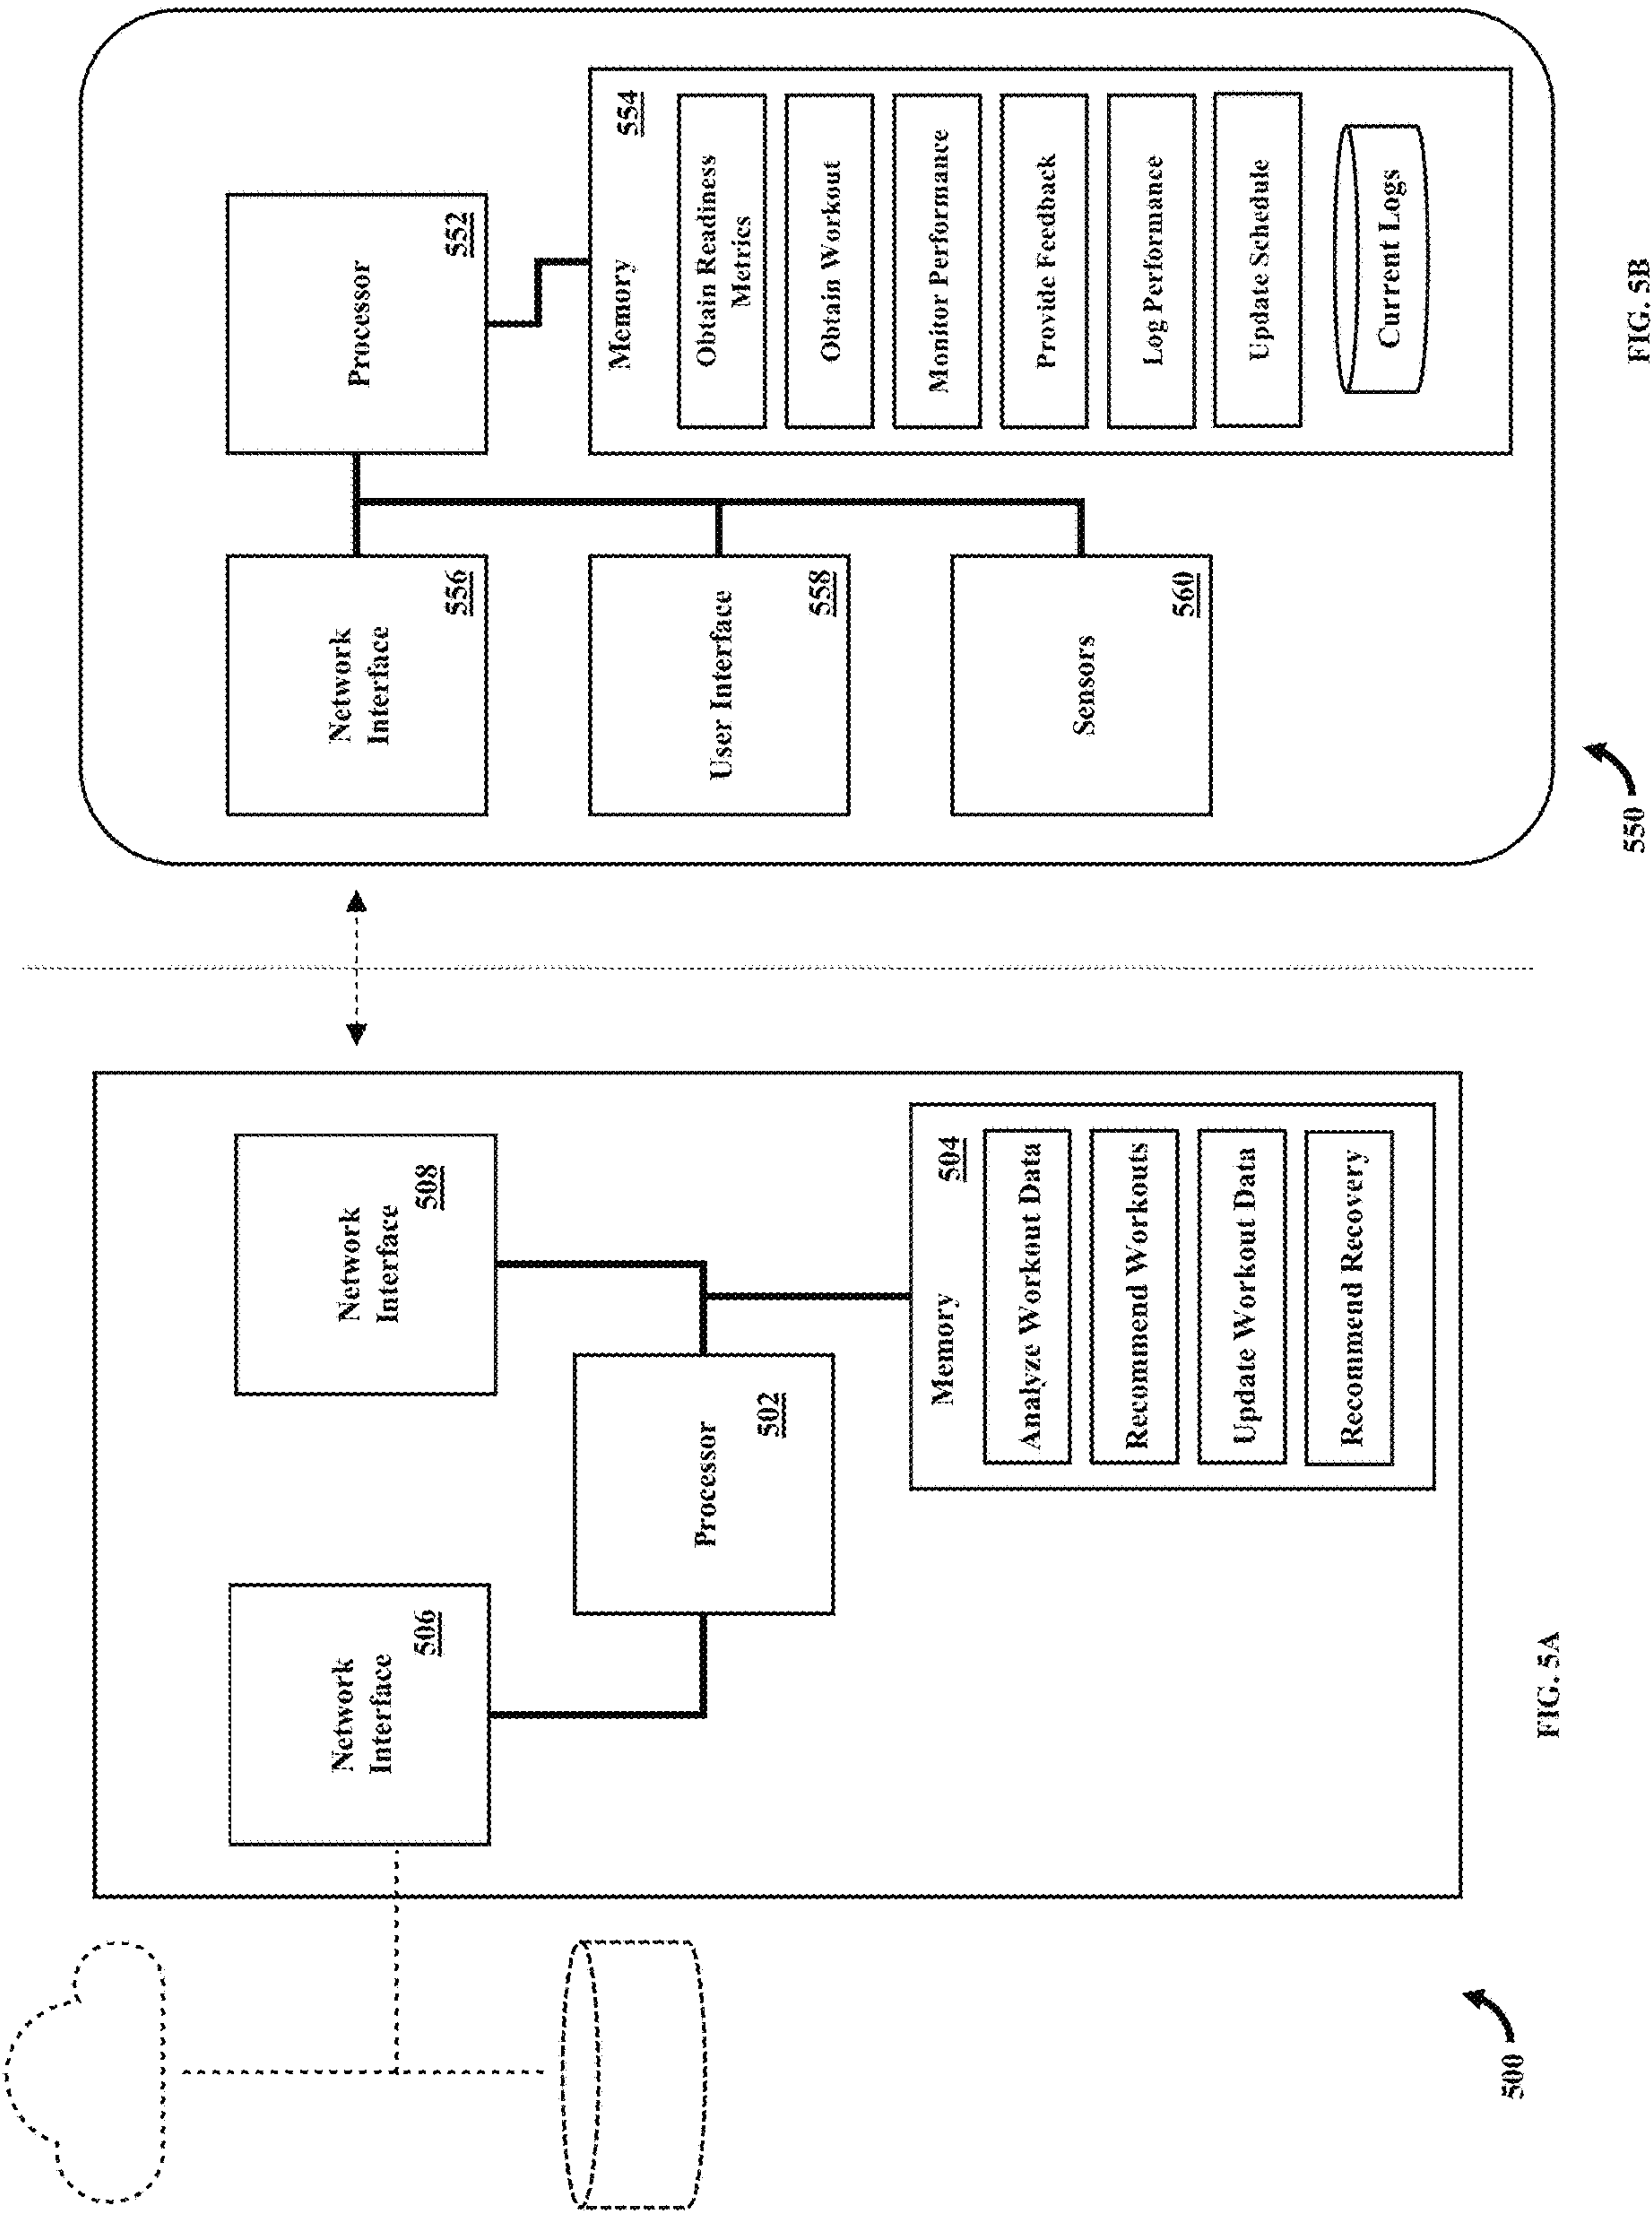 Network
Interface
506
Network
Interface
508
Processor
502
Memory
504
Analyze Workout Data
Recommend Workouts
Update Workout Data
Recommend Recovery
500
FIG. 5A
Network
Interface
556
Processor
552
User Interface
558
Sensors
560
Memory
554
Obtain Readiness
Metrics
Obtain Workout
Monitor Performance
Provide Feedback
Log Performance
Update Schedule
Current Logs
550
FIG. 5B